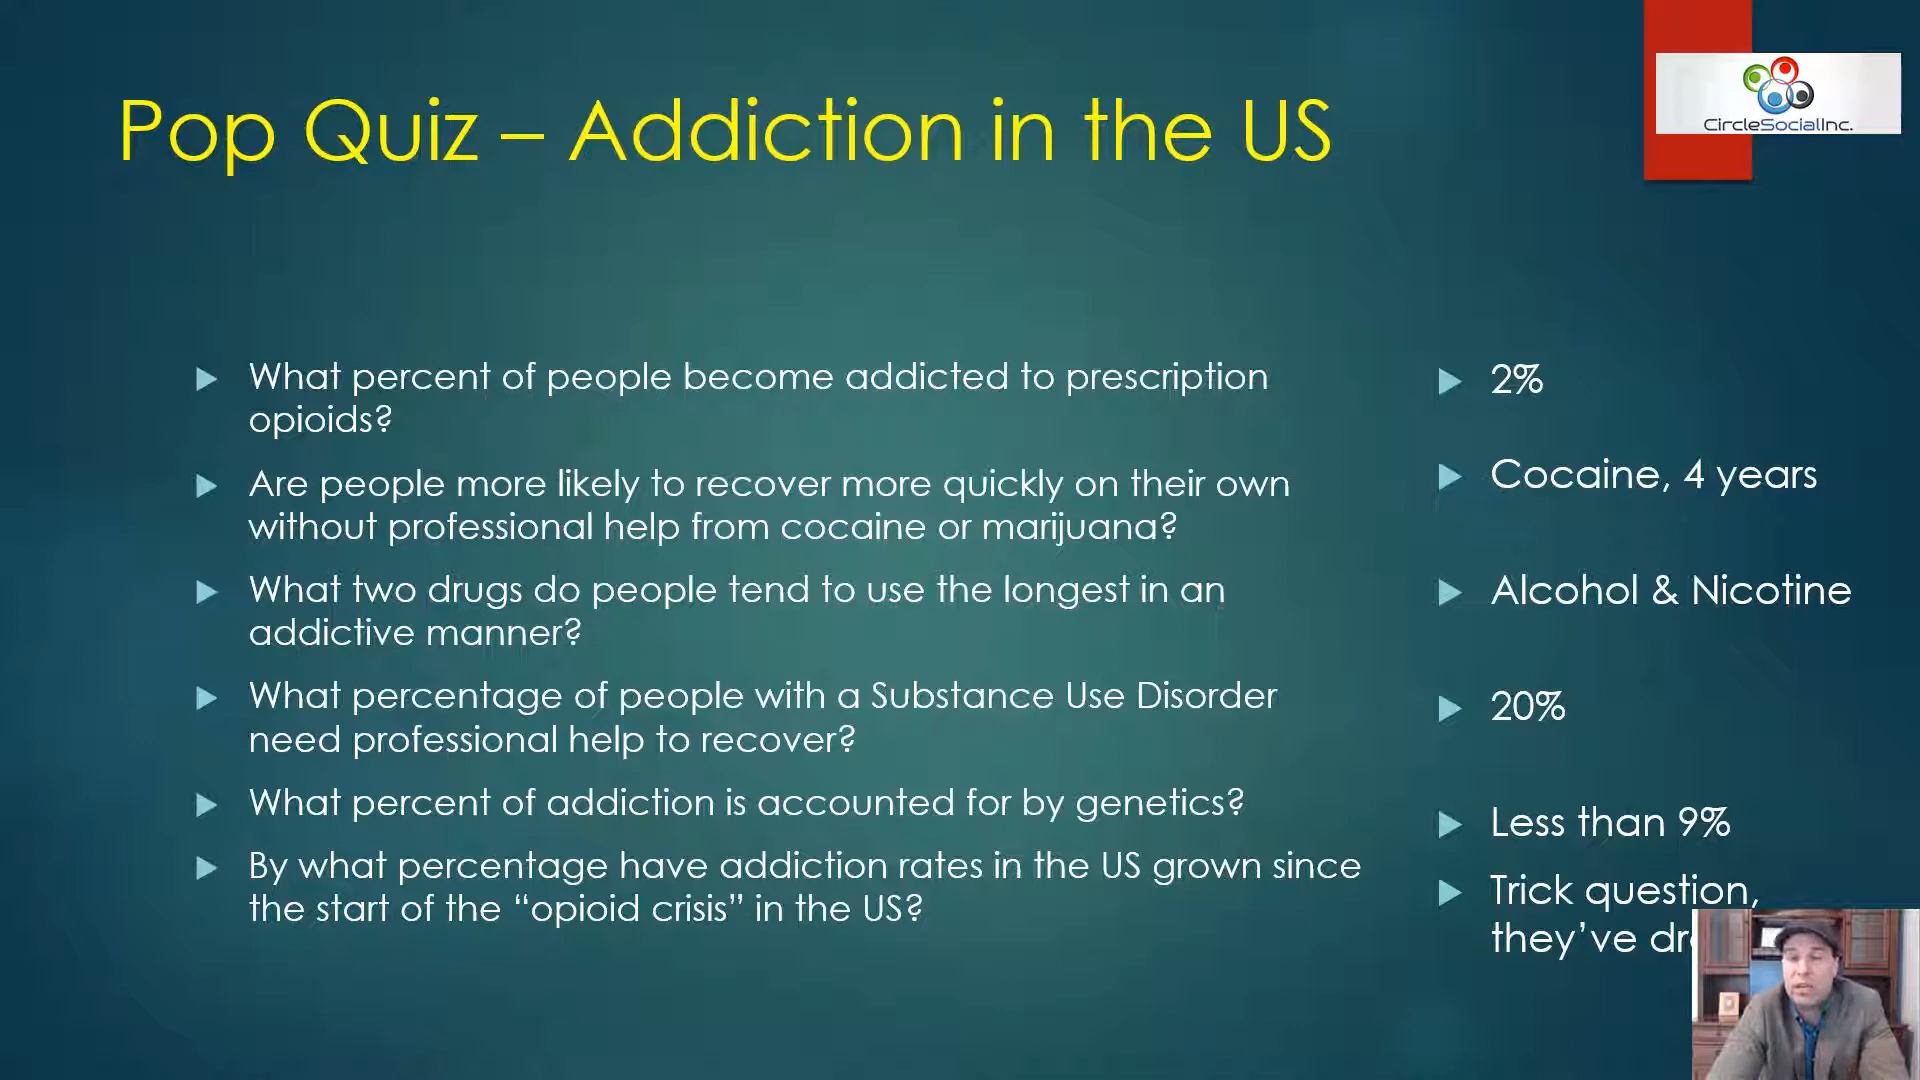 Pop Quiz – Addiction in the US
CircleSocialInc.
What percent of people become addicted to prescription
opioids?
2%
Are people more likely to recover more quickly on their own
without professional help from cocaine or marijuana?
Cocaine, 4 years
What two drugs do people tend to use the longest in an
addictive manner?
Alcohol & Nicotine
What percentage of people with a Substance Use Disorder
need professional help to recover?
20%
What percent of addiction is accounted for by genetics?
Less than 9%
By what percentage have addiction rates in the US grown since
the start of the “opioid crisis” in the US?
Trick question,
they’ve